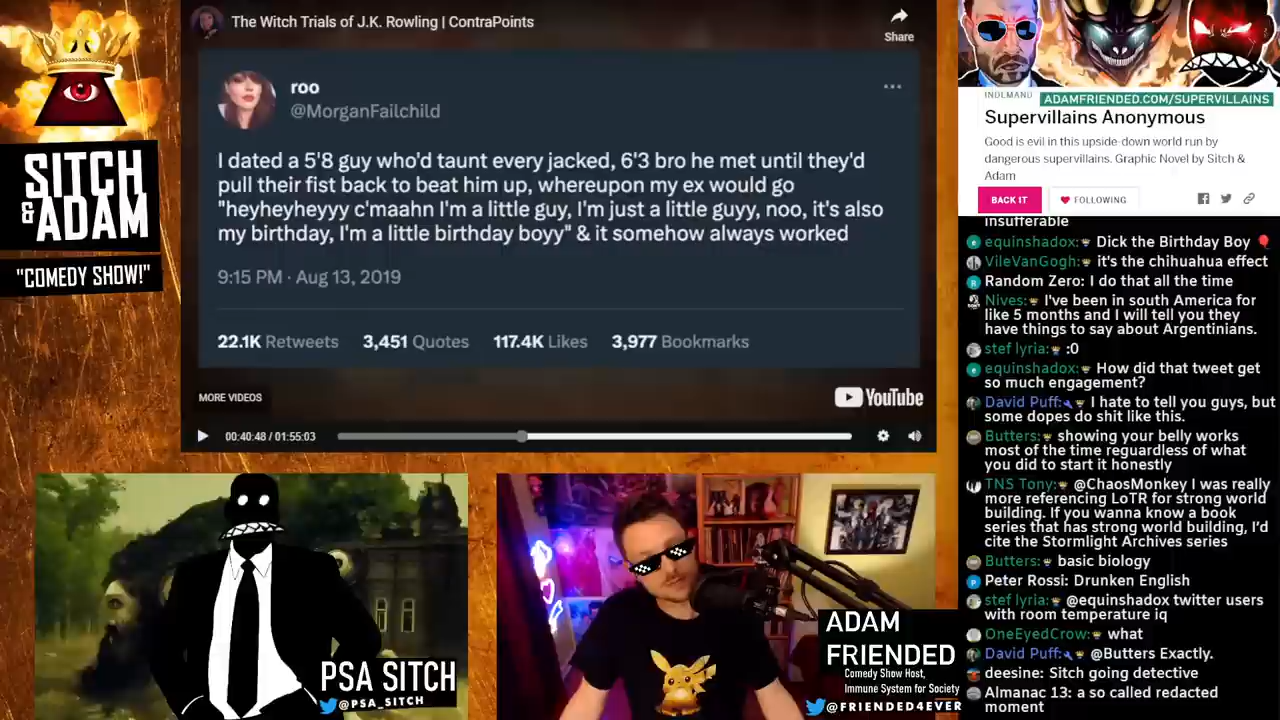 The Witch Trials of J.K. Rowling | ContraPoints
Share
roo
@MorganFailchild
I dated a 5'8 guy who'd taunt every jacked, 6'3 bro he met until they'd
pull their fist back to beat him up, whereupon my ex would go
"heyheyheyyy c'maahn I'm a little guy, I'm just a little guyy, noo, it's also
my birthday, I'm a little birthday boyy" & it somehow always worked
9:15 PM · Aug 13, 2019
22.1K Retweets 3,451 Quotes 117.4K Likes 3,977 Bookmarks
MORE VIDEOS
YouTube
00:40:48 / 01:55:03
SITCH
& ADAM
"COMEDY SHOW!"
PSA SITCH
@PSA_SITCH
ADAM
FRIENDED
Comedy Show Host,
Immune System for Society
@FRIENDED4EVER
INDEMAND
ADAMFRIENDED.COM/SUPERVILLAINS
Supervillains Anonymous
Good is evil in this upside-down world run by
dangerous supervillains. Graphic Novel by Sitch &
Adam
BACK IT
FOLLOWING
insufferable
equinshadox: Dick the Birthday Boy
VileVanGogh: it's the chihuahua effect
Random Zero: I do that all the time
Nives: I've been in south America for
like 5 months and I will tell you they
have things to say about Argentinians.
stef lyria: :0
equinshadox: How did that tweet get
so much engagement?
David Puff: I hate to tell you guys, but
some dopes do shit like this.
Butters: showing your belly works
most of the time reguardless of what
you did to start it honestly
TNS Tony: @ChaosMonkey I was really
more referencing LoTR for strong world
building. If you wanna know a book
series that has strong world building, I'd
cite the Stormlight Archives series
Butters: basic biology
Peter Rossi: Drunken English
stef lyria: @equinshadox twitter users
with room temperature iq
OneEyedCrow: what
David Puff: @Butters Exactly.
deesine: Sitch going detective
Almanac 13: a so called redacted
moment